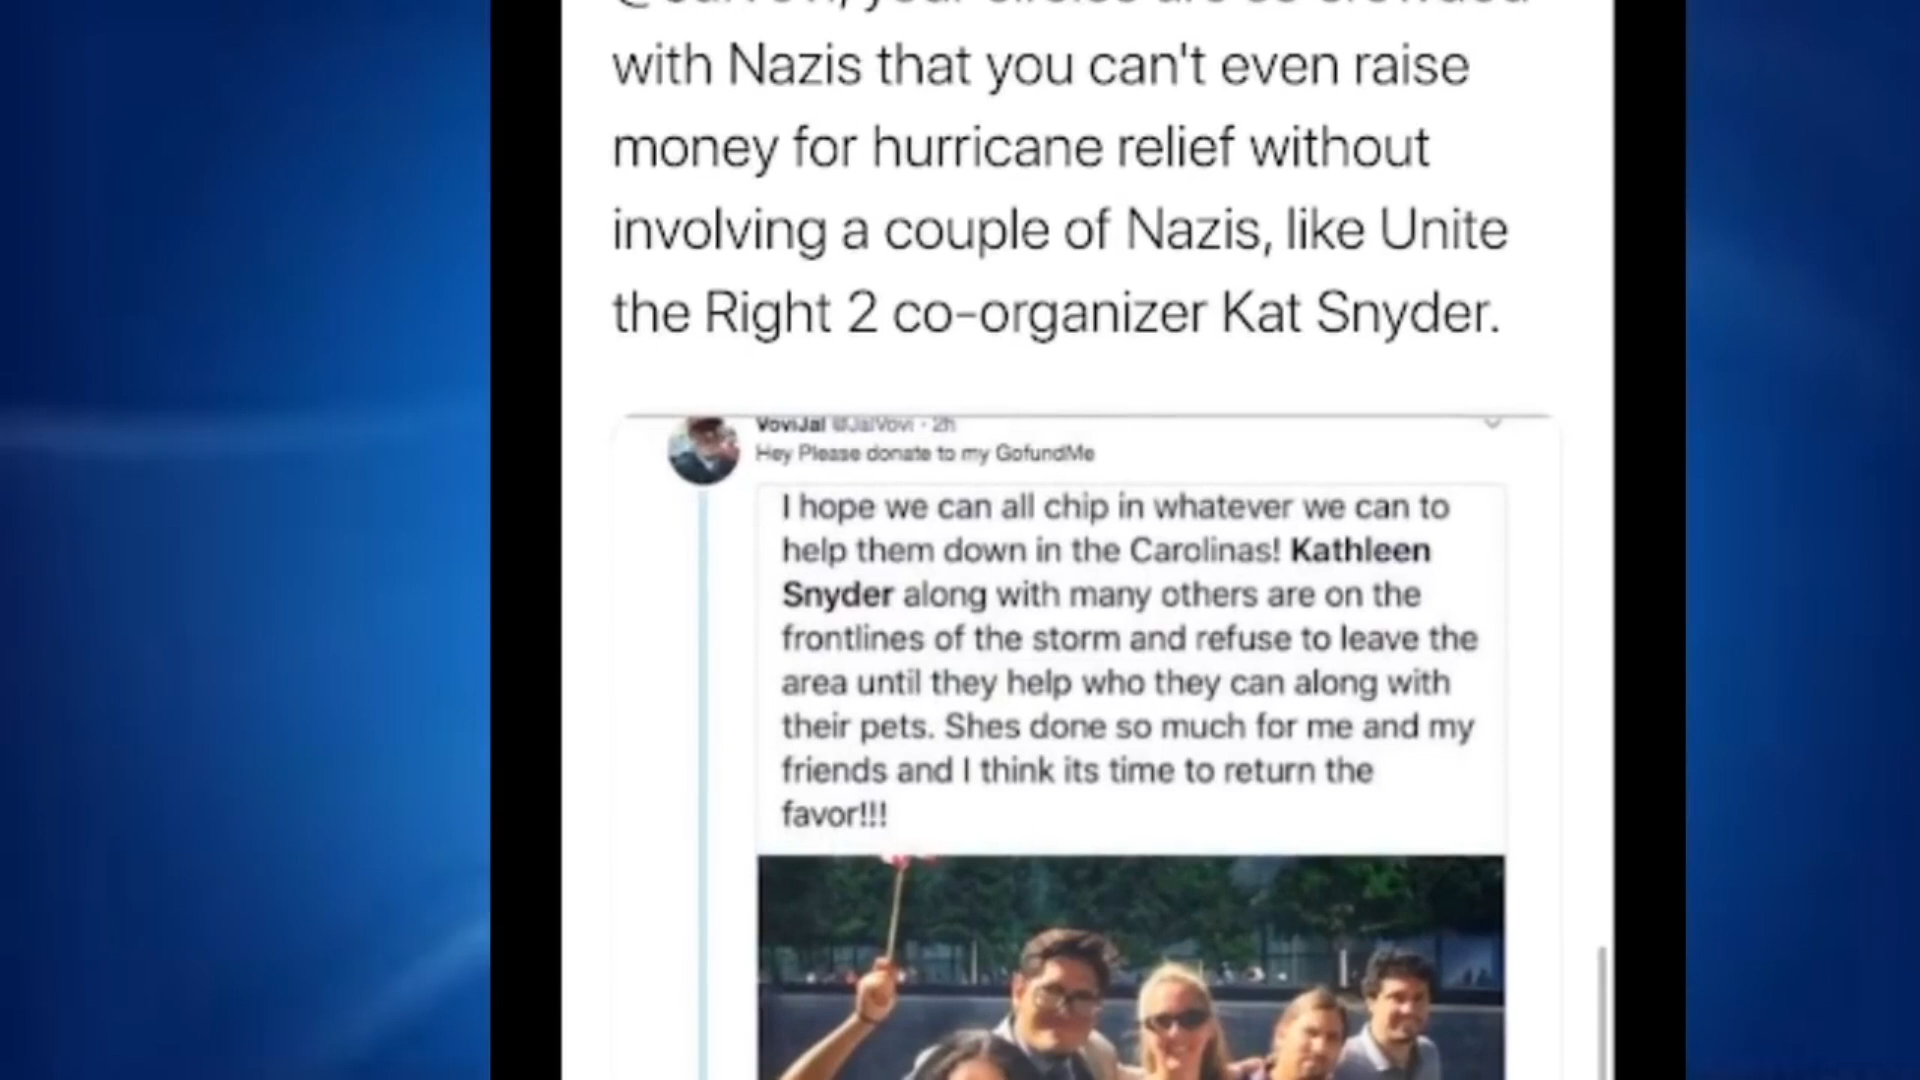 with Nazis that you can't even raise
money for hurricane relief without
involving a couple of Nazis, like Unite
the Right 2 co-organizer Kat Snyder.
VoviJal @JalVovi · 2h
Hey Please donate to my GofundMe
I hope we can all chip in whatever we can to
help them down in the Carolinas! Kathleen
Snyder along with many others are on the
frontlines of the storm and refuse to leave the
area until they help who they can along with
their pets. Shes done so much for me and my
friends and I think its time to return the
favor!!!